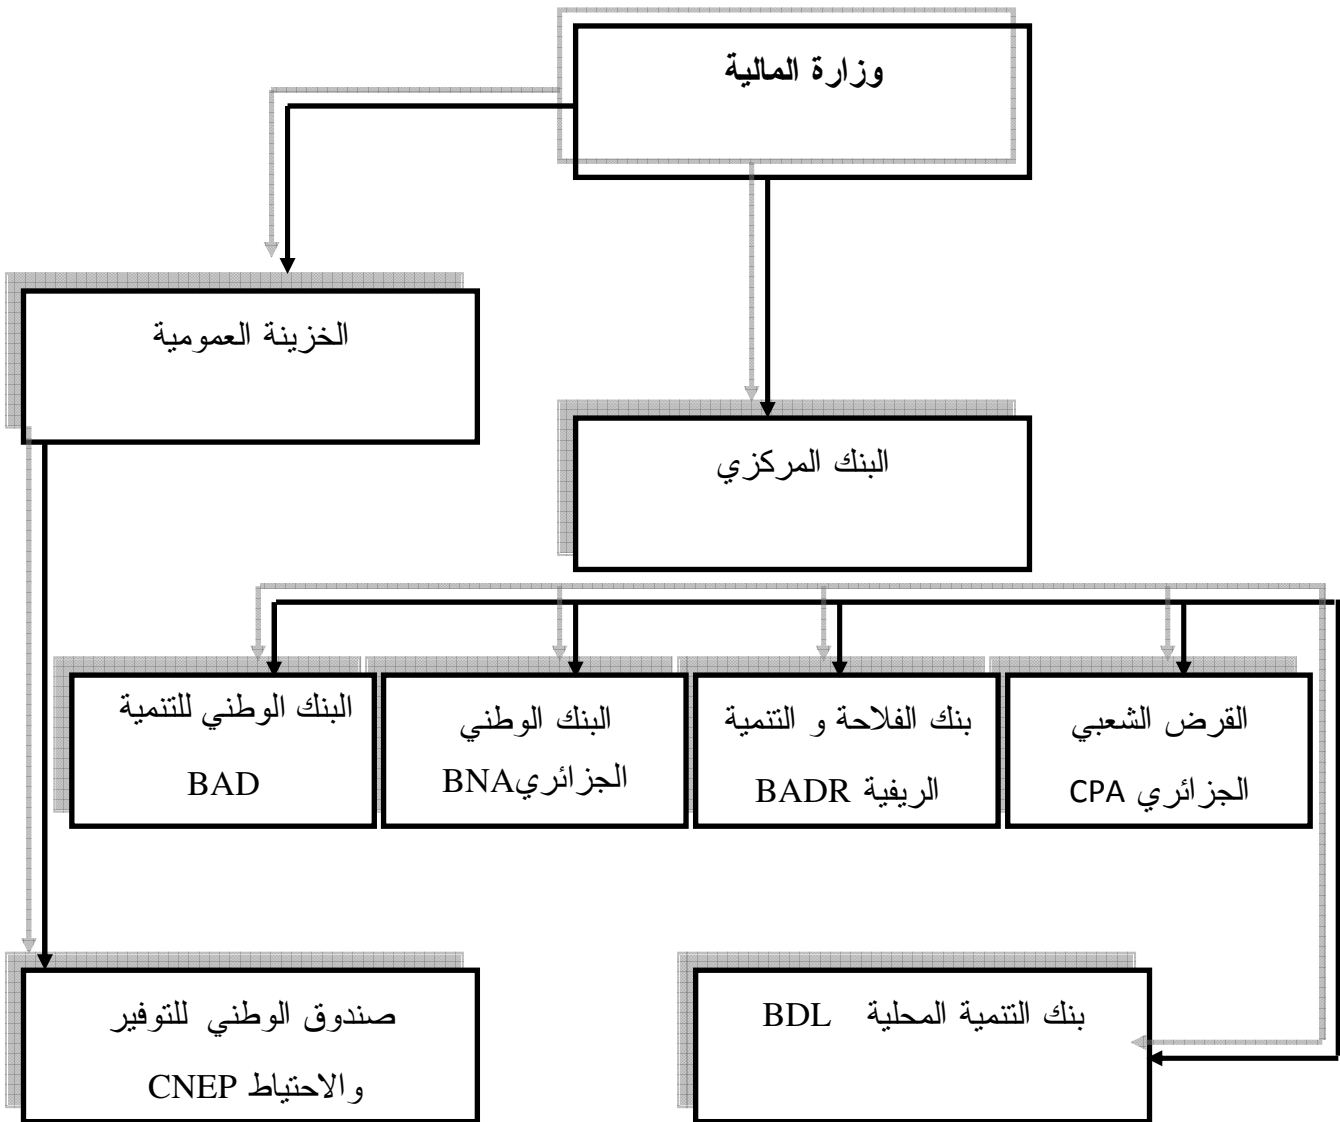 وزارة المالية
الخزينة العمومية
البنك المركزي
القرض الشعبي
الجزائري CPA
بنك الفلاحة و التنمية
الريفية BADR
البنك الوطني
الجزائريBNA
البنك الوطني للتنمية
BAD
بنك التنمية المحلية BDL
صندوق الوطني للتوفير
والاحتياط CNEP